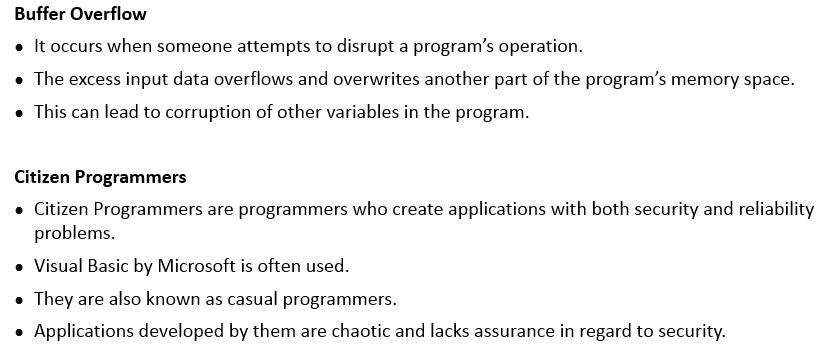 Buffer Overflow
● It occurs when someone attempts to disrupt a program’s operation.
● The excess input data overflows and overwrites another part of the program’s memory space.
● This can lead to corruption of other variables in the program.
Citizen Programmers
● Citizen Programmers are programmers who create applications with both security and reliability
problems.
● Visual Basic by Microsoft is often used.
● They are also known as casual programmers.
● Applications developed by them are chaotic and lacks assurance in regard to security.